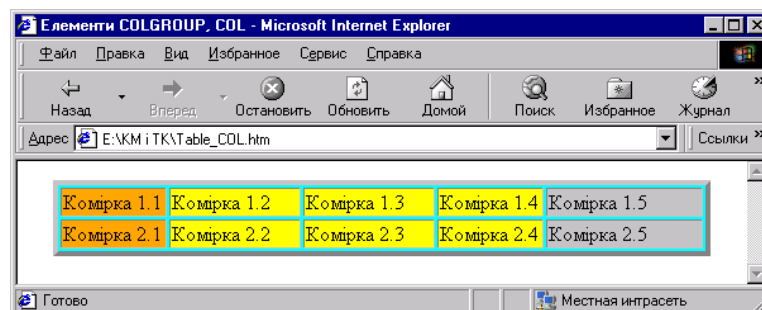 Елементи COLGROUP, COL - Microsoft Internet Explorer
Файл Правка Вид Избранное Сервис Справка
Назад Вперед Остановить Обновить Домой Поиск Избранное Журнал »
Адрес E:\KM i TK\Table_COL.htm Ссылки »
Комірка 1.1 Комірка 1.2 Комірка 1.3 Комірка 1.4 Комірка 1.5
Комірка 2.1 Комірка 2.2 Комірка 2.3 Комірка 2.4 Комірка 2.5
Готово Местная интрасеть